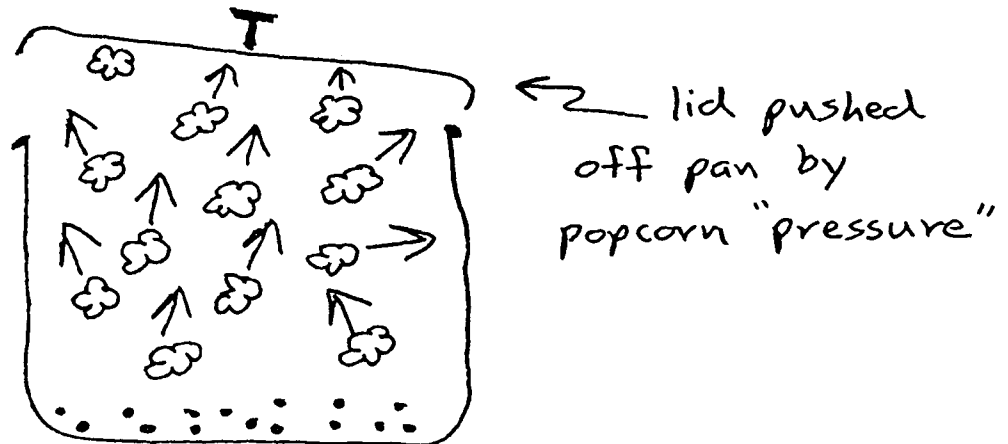 lid pushed
off pan by
popcorn "pressure"